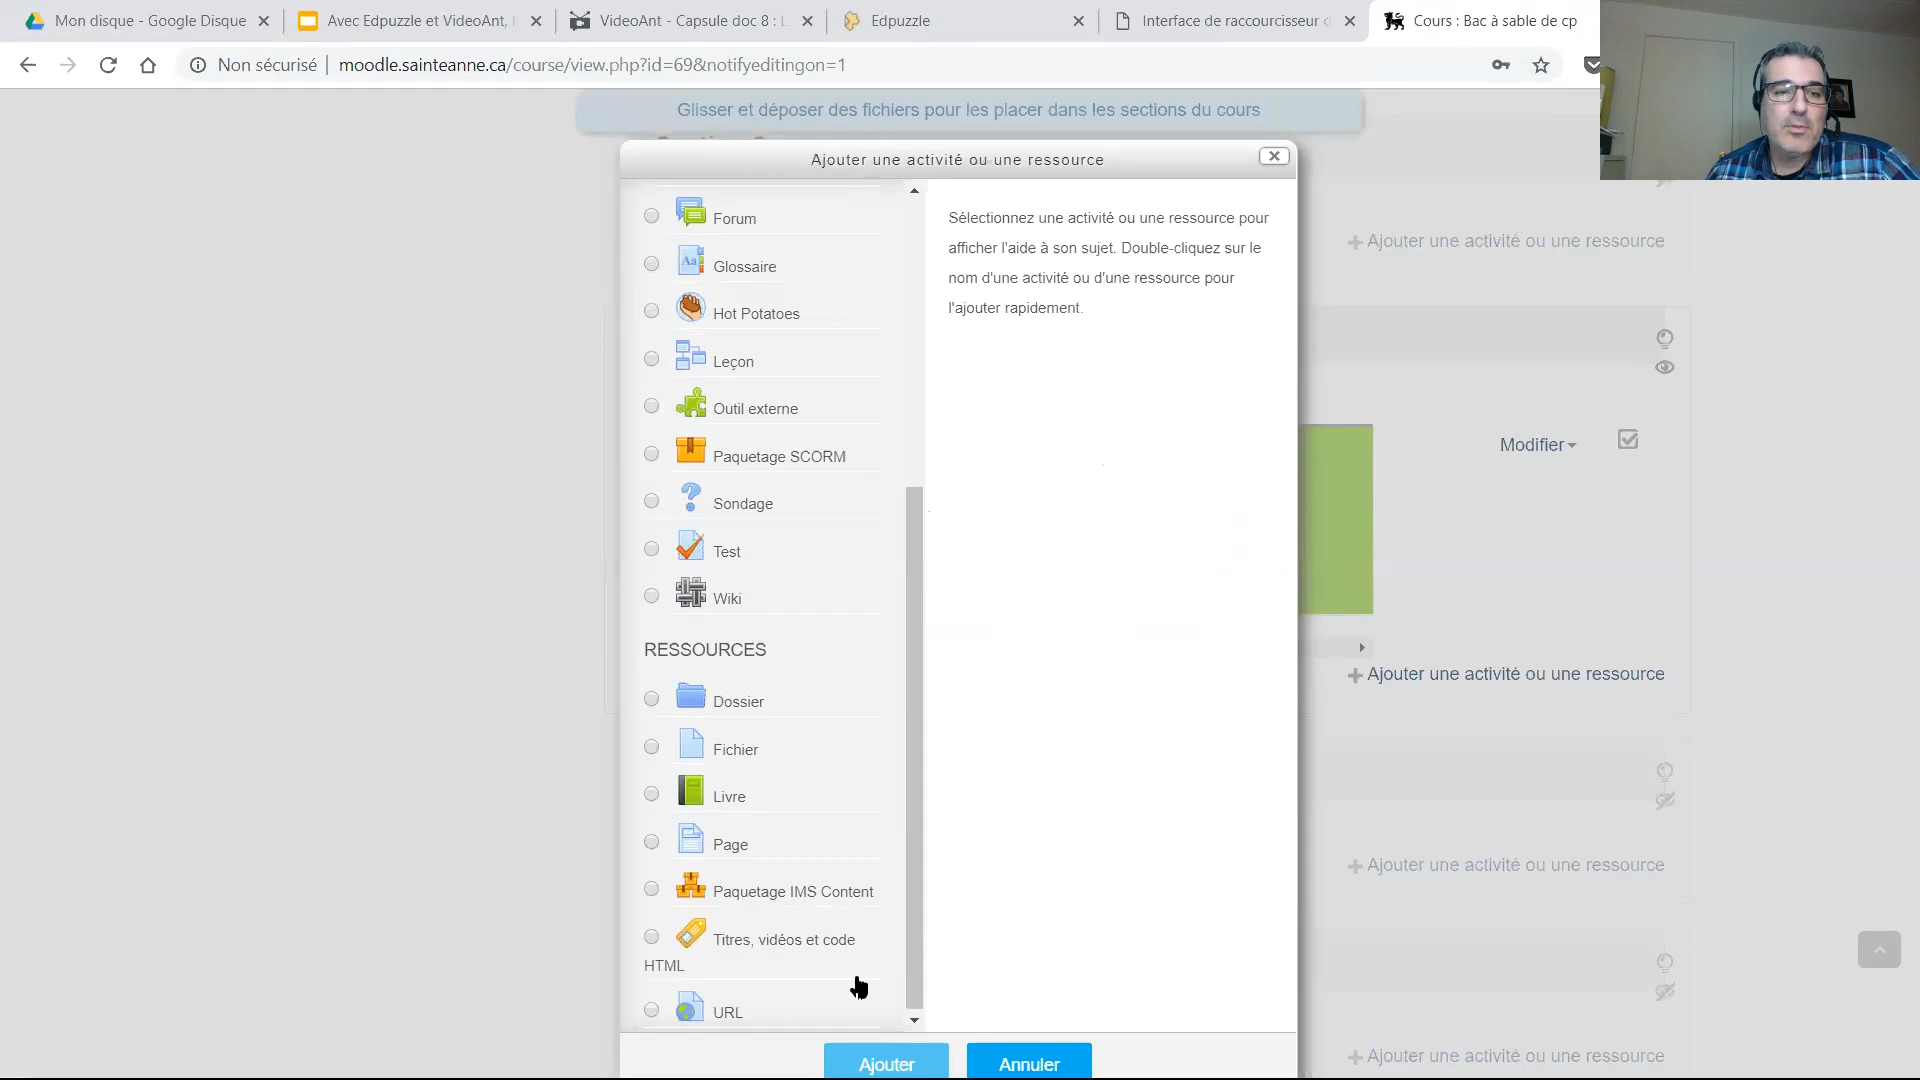 Mon disque - Google Disque
Avec Edpuzzle et VideoAnt,
VideoAnt - Capsule doc 8 :
Edpuzzle
Interface de raccourcisseur
Cours : Bac à sable de cp
Non sécurisé
moodle.sainteanne.ca/course/view.php?id=69&notifyeditingon=1
Glisser et déposer des fichiers pour les placer dans les sections du cours
Ajouter une activité ou une ressource
Forum
Glossaire
Hot Potatoes
Leçon
Outil externe
Paquetage SCORM
Sondage
Test
Wiki
RESSOURCES
Dossier
Fichier
Livre
Page
Paquetage IMS Content
Titres, vidéos et code
HTML
URL
Sélectionnez une activité ou une ressource pour
afficher l'aide à son sujet. Double-cliquez sur le
nom d'une activité ou d'une ressource pour
l'ajouter rapidement.
Ajouter
Annuler
Ajouter une activité ou une ressource
Modifier
Ajouter une activité ou une ressource
Ajouter une activité ou une ressource
Ajouter une activité ou une ressource